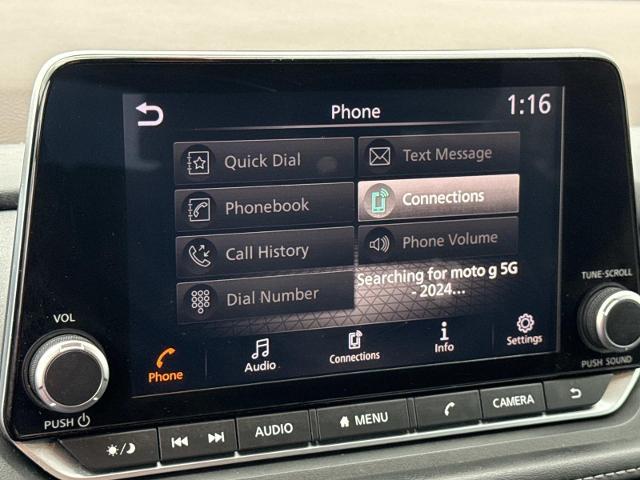 Phone
1:16
Quick Dial
Text Message
Phonebook
Connections
Call History
Phone Volume
Dial Number
Searching for moto g 5G
- 2024...
Phone
Audio
Connections
Info
Settings
VOL
PUSH
TUNE·SCROLL
PUSH SOUND
AUDIO
MENU
CAMERA